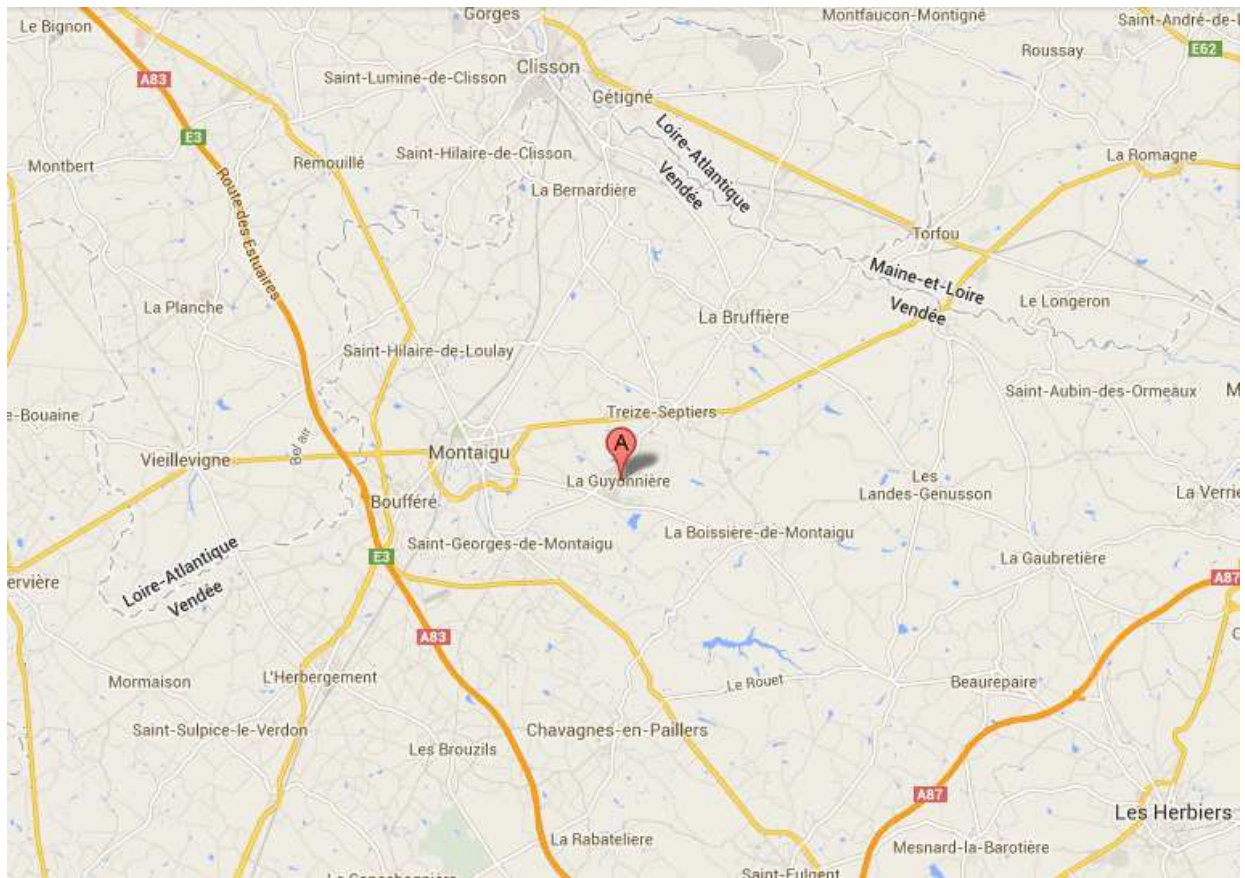 Le Bignon
Gorges
Montfaucon-Montigné
Saint-André-de-
Roussay
E62
Clisson
Saint-Lumine-de-Clisson
A83
Gétigné
E3
Loire-Atlantique
Vendée
Montbert
Remouillé
Saint-Hilaire-de-Clisson
La Romagne
La Bernardière
Route des Estuaires
Torfou
Maine-et-Loire
Vendée
La Planche
La Bruffière
Le Longeron
Saint-Hilaire-de-Loulay
Saint-Aubin-des-Ormeaux
M
e-Bouaine
Treize-Septiers
Bel air
A
Vieillevigne
Montaigu
La Guyonnière
Les
Landes-Genusson
La Verrie
Boufféré
La Boissière-de-Montaigu
Saint-Georges-de-Montaigu
E3
La Gaubretière
ervière
Loire-Atlantique
Vendée
A87
A83
L'Herbergement
Mormaison
Le Rouet
Beaurepaire
Saint-Sulpice-le-Verdon
Chavagnes-en-Paillers
Les Brouzils
A87
Les Herbiers
La Rabateliere
Mesnard-la-Barotière
Saint-Fulgent